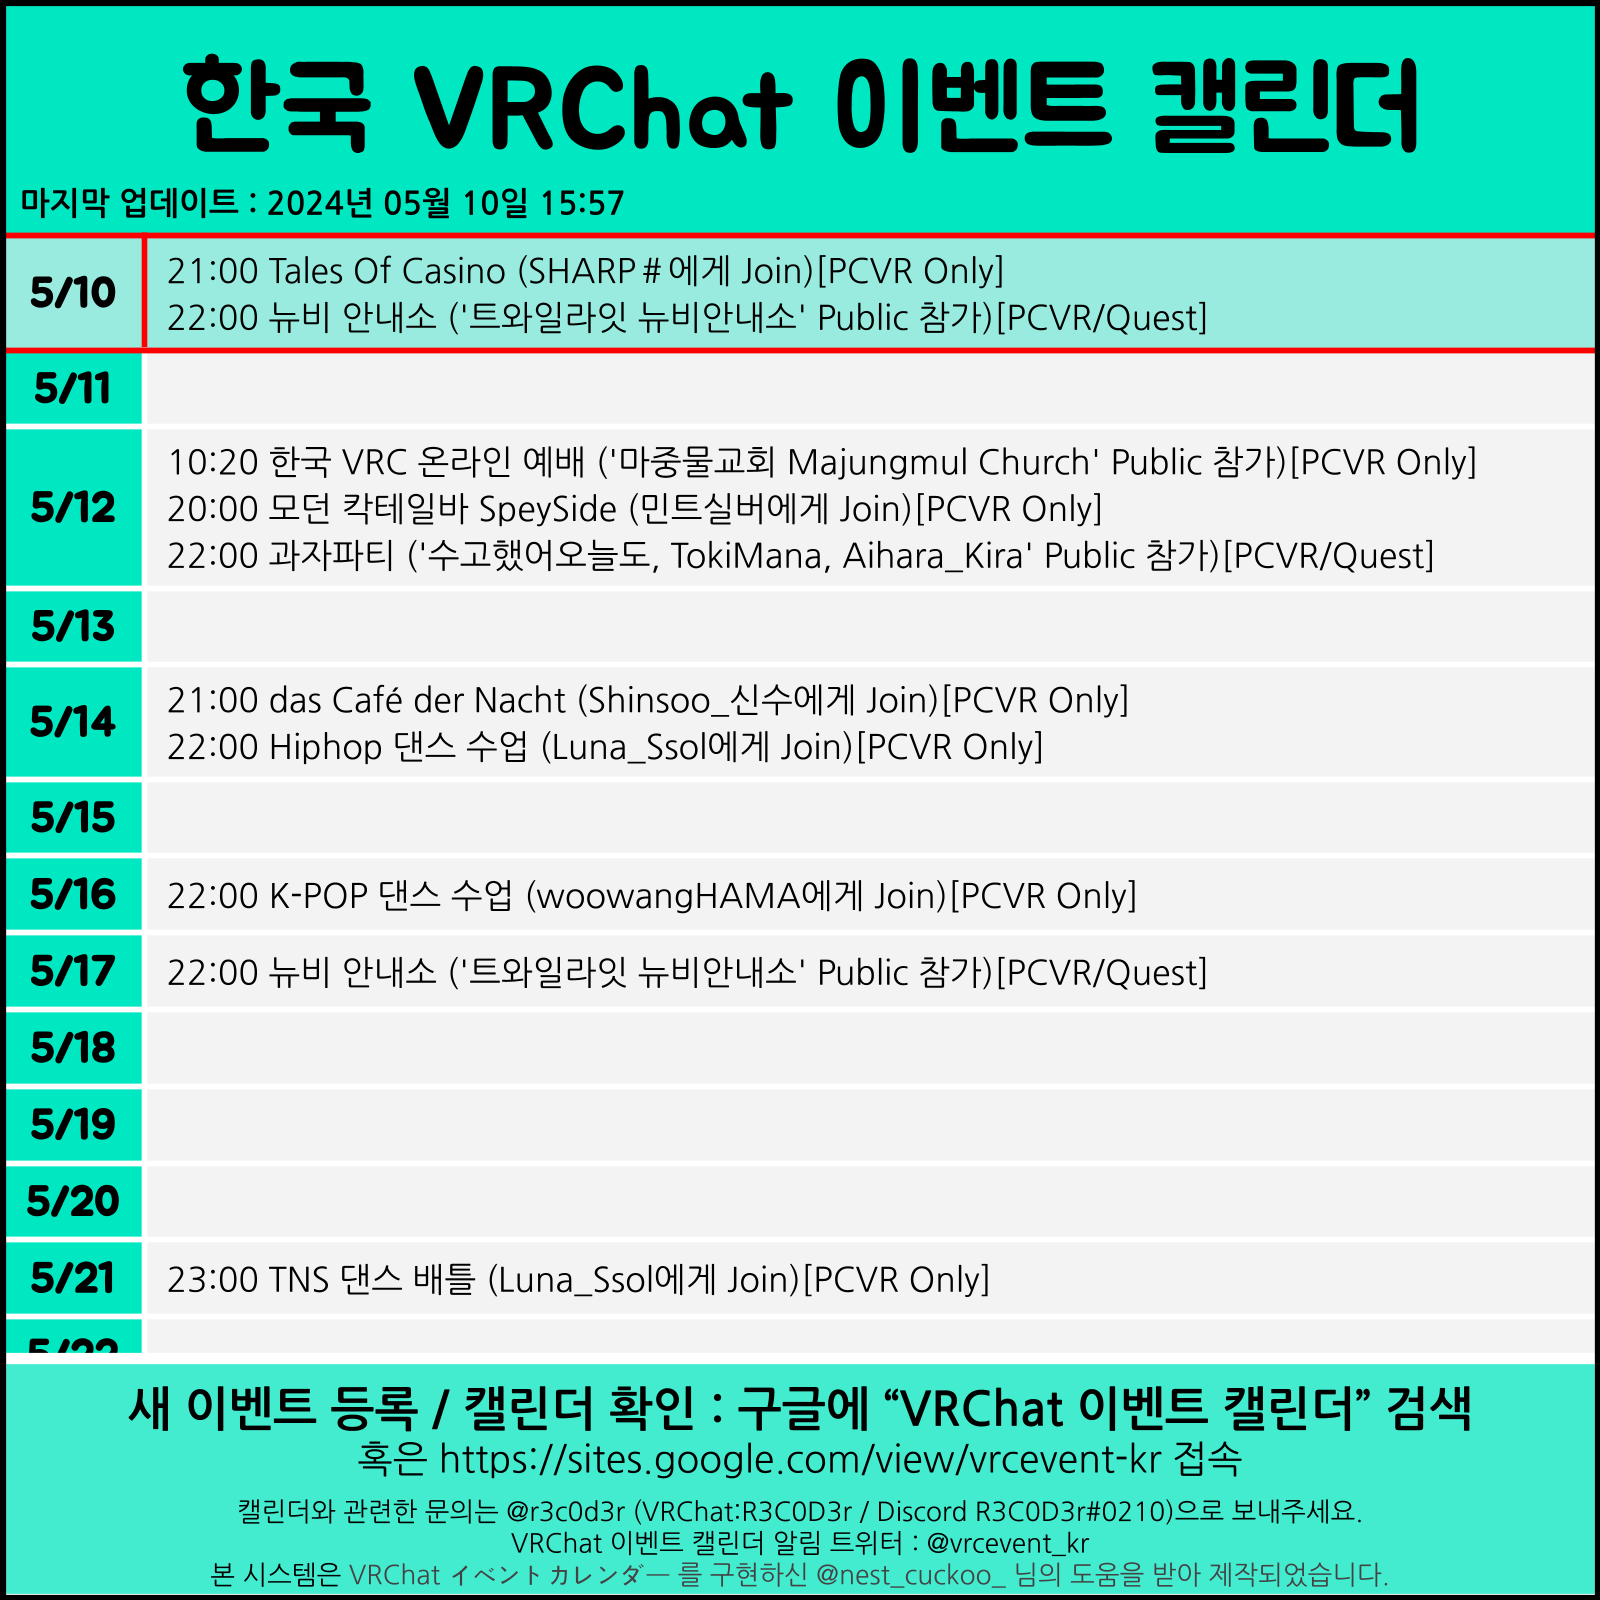 한국 VRChat 이벤트 캘린더
마지막 업데이트 : 2024년 05월 10일 15:57
5/10
21:00 Tales Of Casino (SHARP＃에게 Join)[PCVR Only]
22:00 뉴비 안내소 ('트와일라잇 뉴비안내소' Public 참가)[PCVR/Quest]
5/11
5/12
10:20 한국 VRC 온라인 예배 ('마중물교회 Majungmul Church' Public 참가)[PCVR Only]
20:00 모던 칵테일바 SpeySide (민트실버에게 Join)[PCVR Only]
22:00 과자파티 ('수고했어오늘도, TokiMana, Aihara_Kira' Public 참가)[PCVR/Quest]
5/13
5/14
21:00 das Café der Nacht (Shinsoo_신수에게 Join)[PCVR Only]
22:00 Hiphop 댄스 수업 (Luna_Ssol에게 Join)[PCVR Only]
5/15
5/16
22:00 K-POP 댄스 수업 (woowangHAMA에게 Join)[PCVR Only]
5/17
22:00 뉴비 안내소 ('트와일라잇 뉴비안내소' Public 참가)[PCVR/Quest]
5/18
5/19
5/20
5/21
23:00 TNS 댄스 배틀 (Luna_Ssol에게 Join)[PCVR Only]
5/22
새 이벤트 등록 / 캘린더 확인 : 구글에 “VRChat 이벤트 캘린더” 검색
혹은 https://sites.google.com/view/vrcevent-kr 접속
캘린더와 관련한 문의는 @r3c0d3r (VRChat:R3C0D3r / Discord R3C0D3r#0210)으로 보내주세요.
VRChat 이벤트 캘린더 알림 트위터 : @vrcevent_kr
본 시스템은 VRChat イベントカレンダー 를 구현하신 @nest_cuckoo_ 님의 도움을 받아 제작되었습니다.